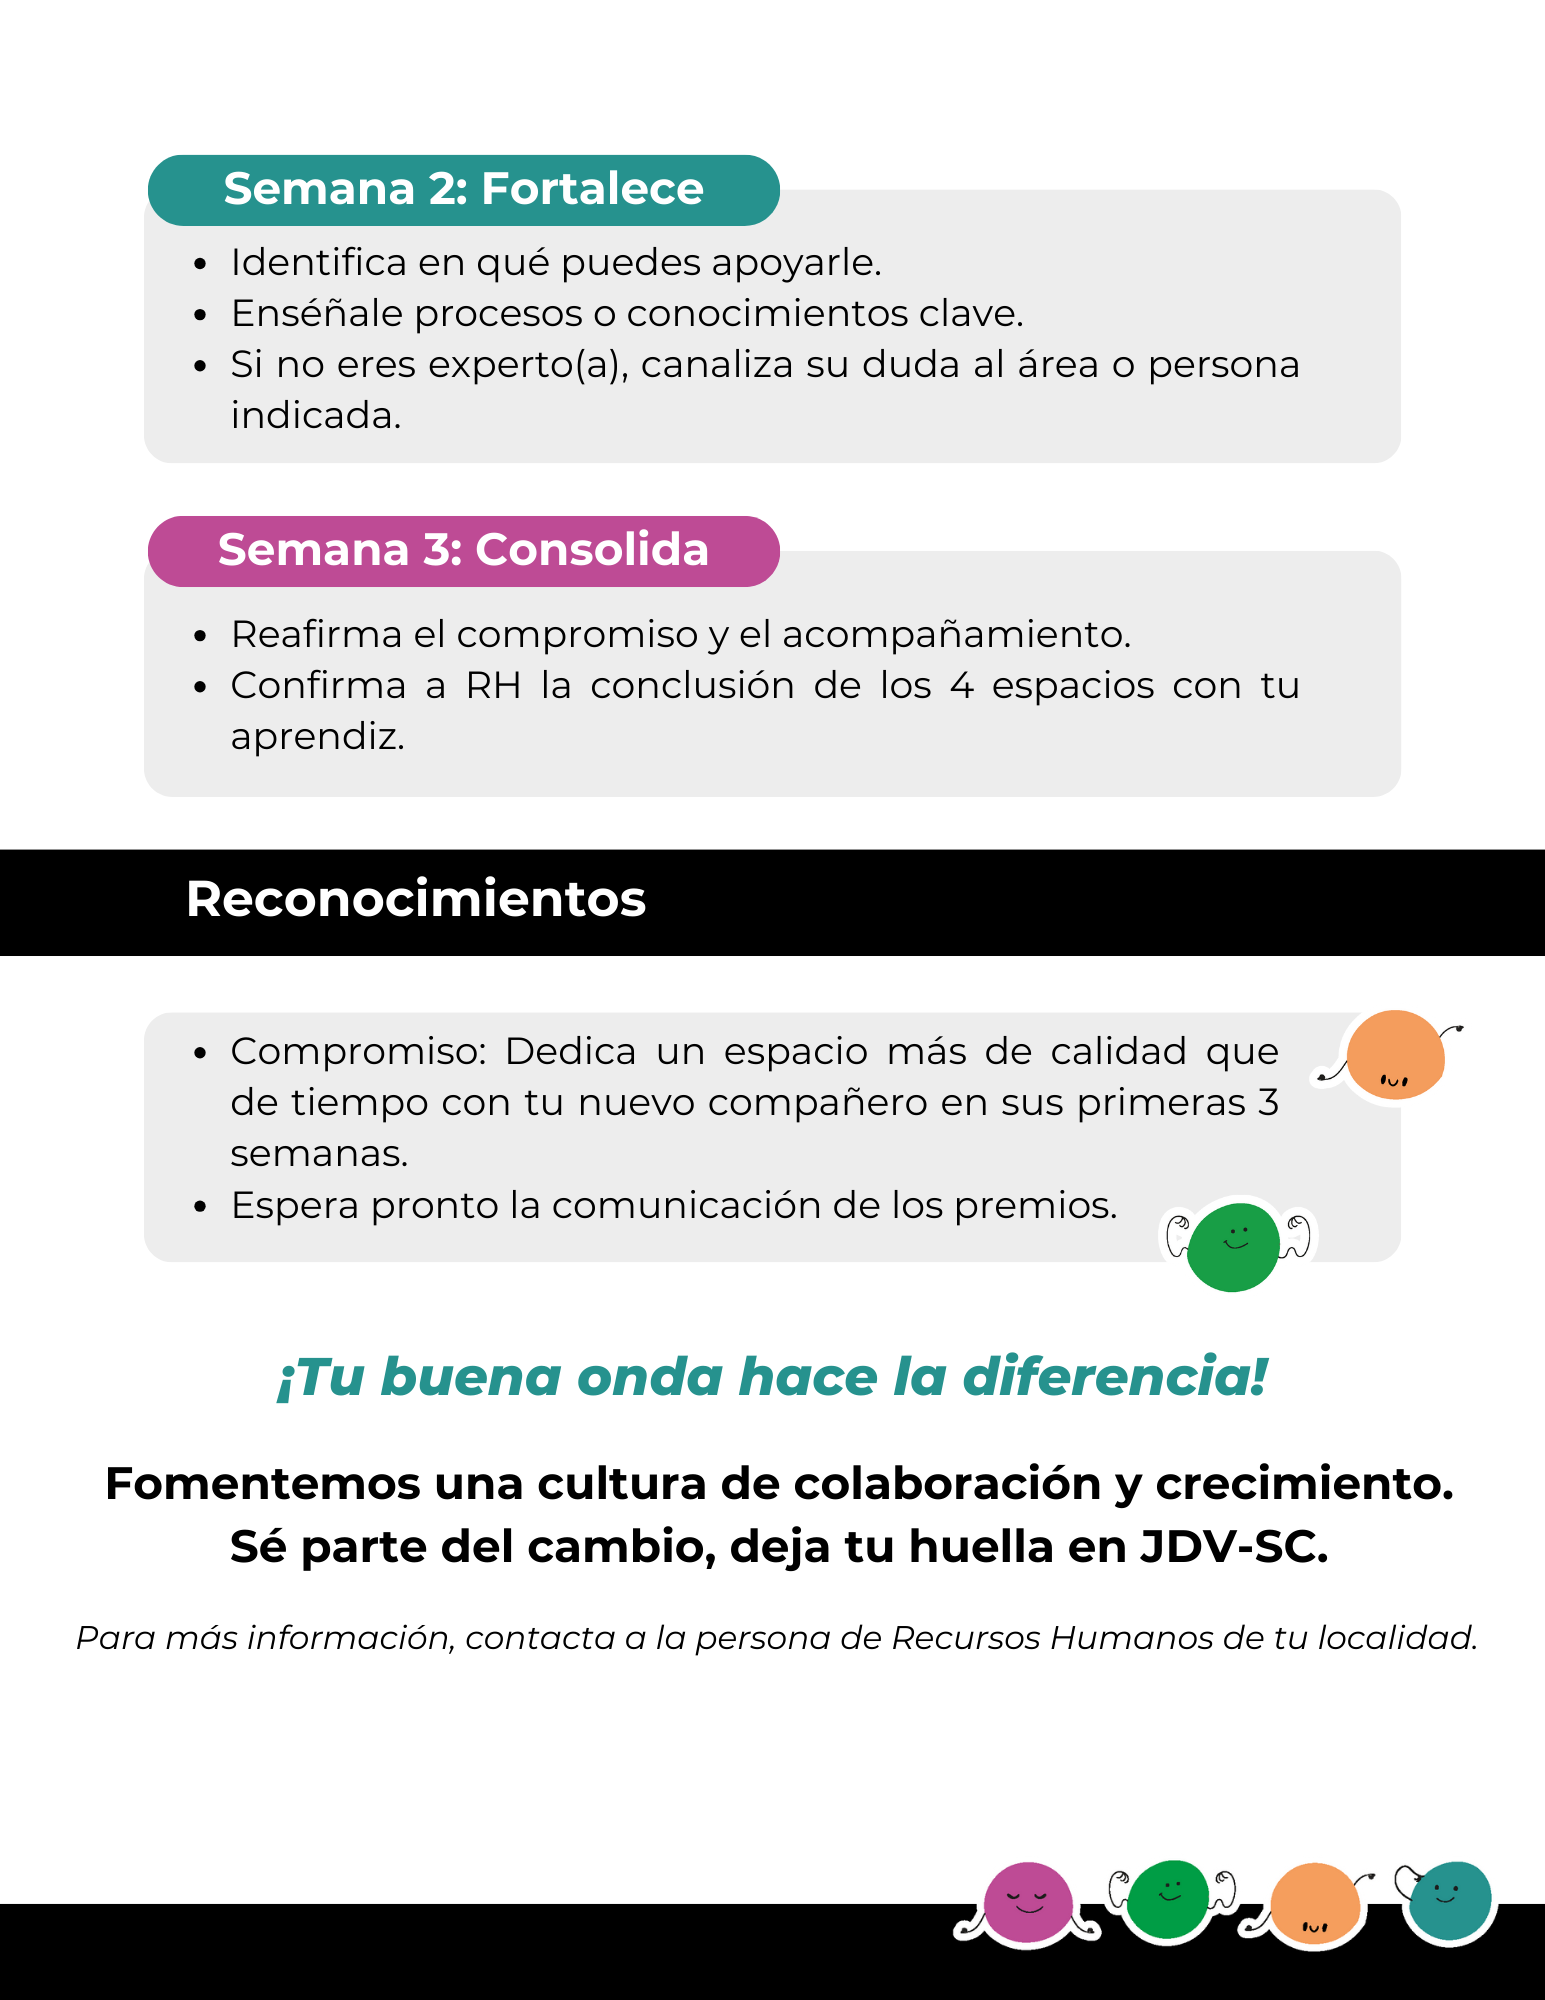 Semana 2: Fortalece
• Identifica en qué puedes apoyarle.
• Enséñale procesos o conocimientos clave.
• Si no eres experto(a), canaliza su duda al área o persona
indicada.
Semana 3: Consolida
• Reafirma el compromiso y el acompañamiento.
• Confirma a RH la conclusión de los 4 espacios con tu
aprendiz.
Reconocimientos
• Compromiso: Dedica un espacio más de calidad que
de tiempo con tu nuevo compañero en sus primeras 3
semanas.
• Espera pronto la comunicación de los premios.
¡Tu buena onda hace la diferencia!
Fomentemos una cultura de colaboración y crecimiento.
Sé parte del cambio, deja tu huella en JDV-SC.
Para más información, contacta a la persona de Recursos Humanos de tu localidad.